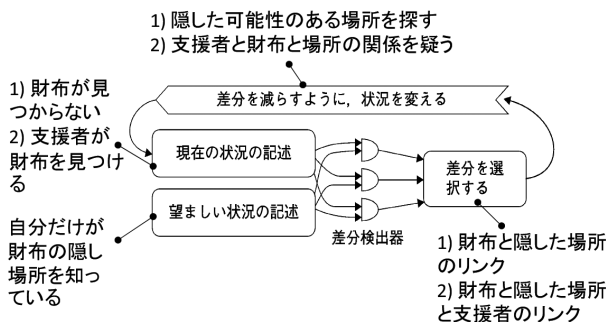 1) 隠した可能性のある場所を探す
2) 支援者と財布と場所の関係を疑う
差分を減らすように，状況を変える
1) 財布が見
つからない
2) 支援者が
財布を見つけ
る
現在の状況の記述
望ましい状況の記述
差分を選
択する
差分検出器
自分だけが
財布の隠し
場所を知っ
ている
1) 財布と隠した場所
のリンク
2) 財布と隠した場所
と支援者のリンク